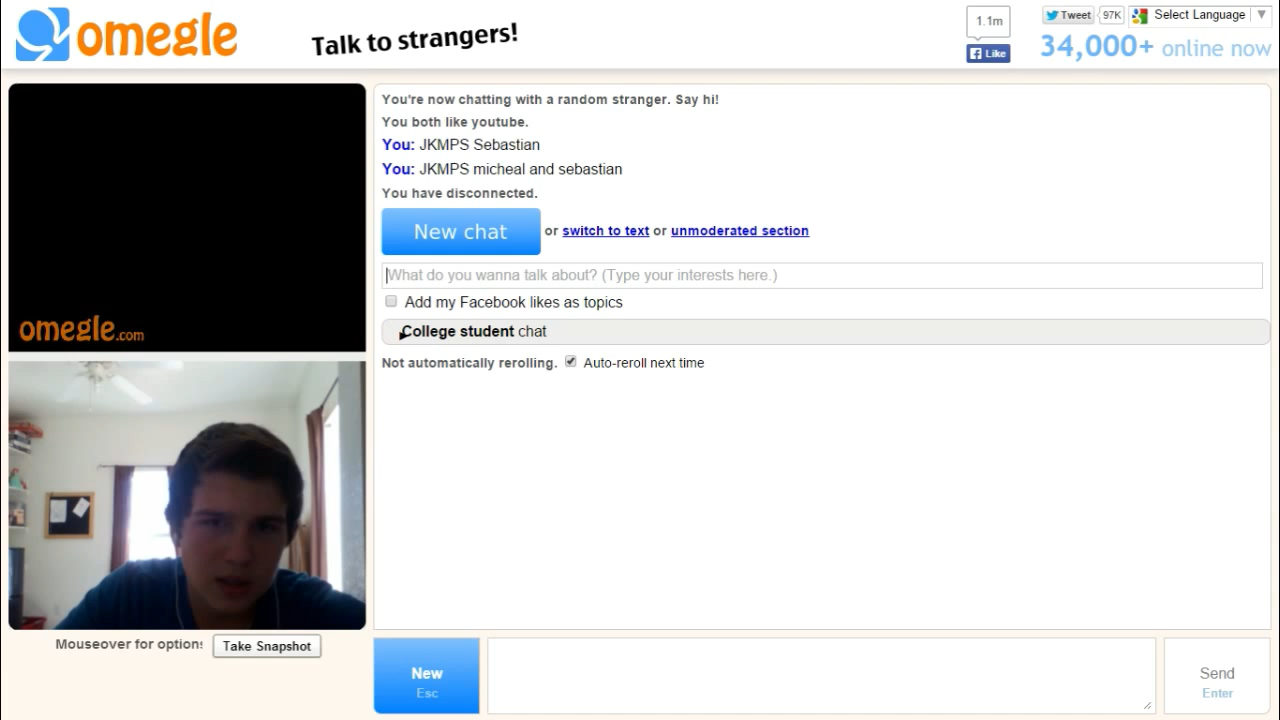 omegle
Talk to strangers!
1.1m
Like
Tweet 97K
Select Language
34,000+ online now
You're now chatting with a random stranger. Say hi!
You both like youtube.
You: JKMPS Sebastian
You: JKMPS micheal and sebastian
You have disconnected.
New chat or switch to text or unmoderated section
What do you wanna talk about? (Type your interests here.)
Add my Facebook likes as topics
College student chat
Not automatically rerolling. Auto-reroll next time
omegle.com
Mouseover for options
Take Snapshot
New
Esc
Send
Enter